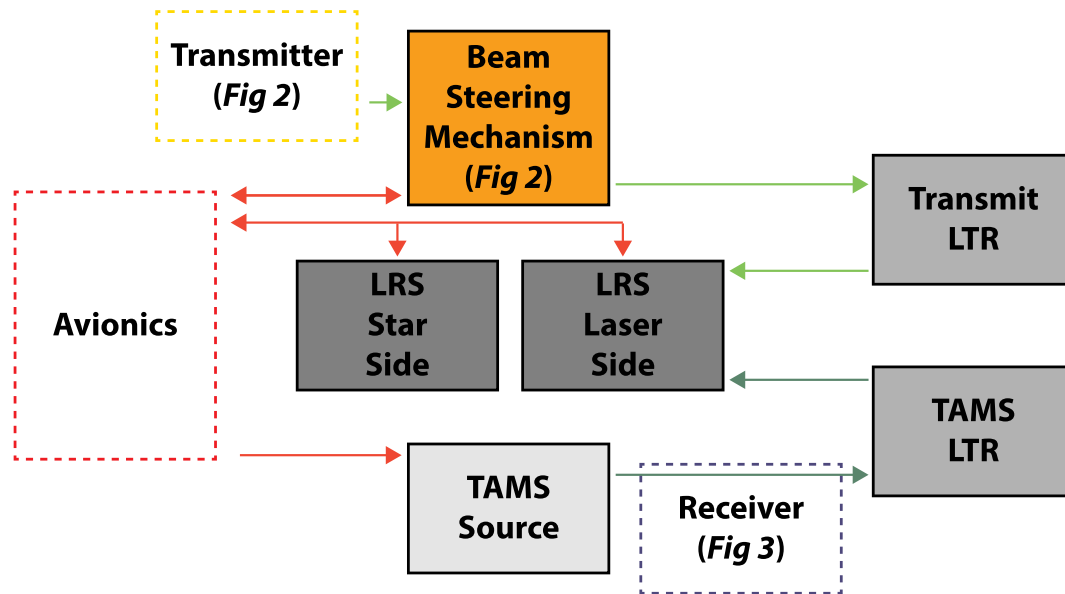 Transmitter
(Fig 2)
Beam
Steering
Mechanism
(Fig 2)
Transmit
LTR
Avionics
LRS
Star
Side
LRS
Laser
Side
TAMS
LTR
TAMS
Source
Receiver
(Fig 3)